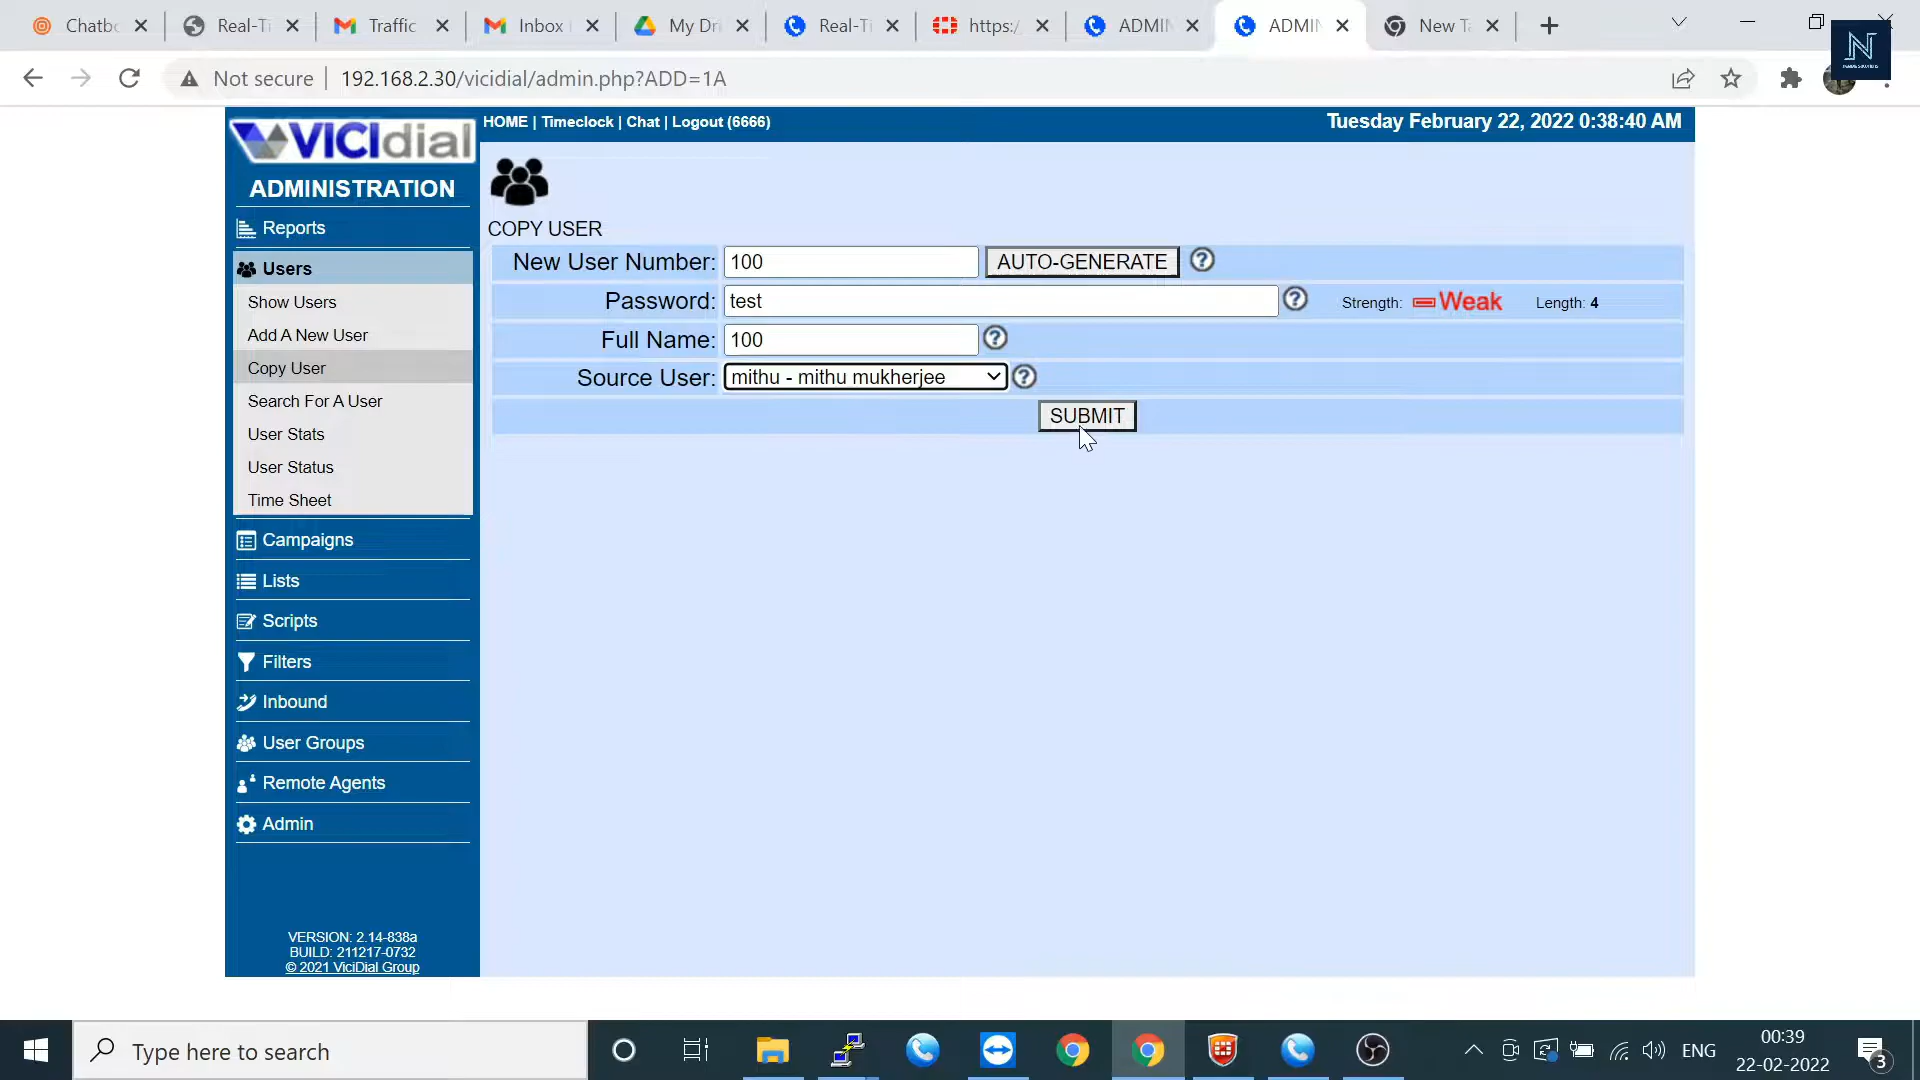 Chatbo
Real-Ti
Traffic
Inbox
My Dri
Real-Ti
https:/
ADMIN
ADMIN
New Ta
N
Not secure
192.168.2.30/vicidial/admin.php?ADD=1A
VICIdial
HOME | Timeclock | Chat | Logout (6666)
Tuesday February 22, 2022 0:38:40 AM
ADMINISTRATION
Reports
Users
Show Users
Add A New User
Copy User
Search For A User
User Stats
User Status
Time Sheet
Campaigns
Lists
Scripts
Filters
Inbound
User Groups
Remote Agents
Admin
VERSION: 2.14-838a
BUILD: 211217-0732
© 2021 ViciDial Group
COPY USER
New User Number: 100 AUTO-GENERATE ?
Password: test ? Strength: Weak Length: 4
Full Name: 100 ?
Source User: mithu - mithu mukherjee ?
SUBMIT
Type here to search
ENG
00:39
22-02-2022
3